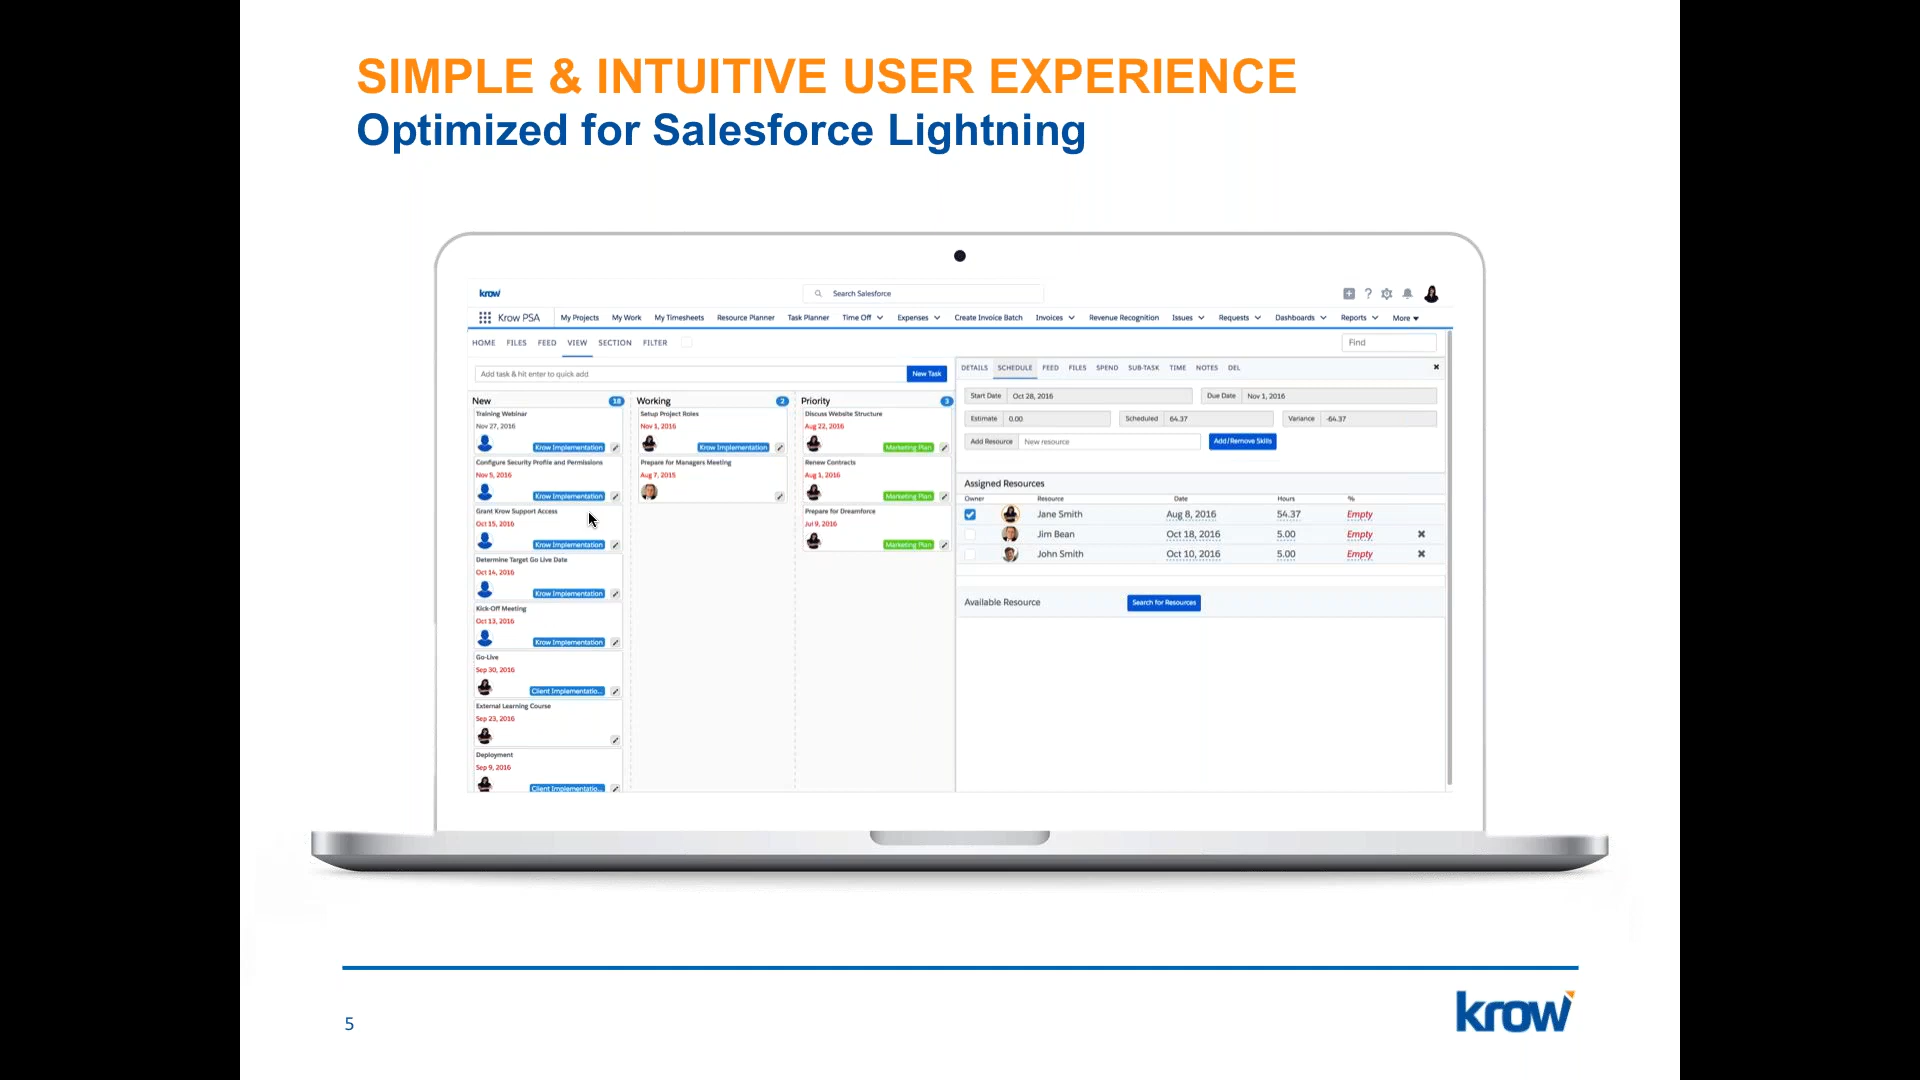 SIMPLE & INTUITIVE USER EXPERIENCE
Optimized for Salesforce Lightning
krow
Search Salesforce
?
Krow PSA
My Projects
My Work
My Timesheets
Resource Planner
Task Planner
Time Off
Expenses
Create Invoice Batch
Invoices
Revenue Recognition
Issues
Requests
Dashboards
Reports
More
HOME
FILES
FEED
VIEW
SECTION
FILTER
Find
Add task & hit enter to quick add
New Task
New 18
Training Webinar
Nov 27, 2016
Krow Implementation
Configure Security Profile and Permissions
Nov 5, 2016
Krow Implementation
Grant Krow Support Access
Oct 15, 2016
Krow Implementation
Determine Target Go Live Date
Oct 14, 2016
Krow Implementation
Kick-Off Meeting
Oct 13, 2016
Krow Implementation
Go-Live
Sep 30, 2016
Client Implementatio...
External Learning Course
Sep 23, 2016
Deployment
Sep 9, 2016
Client Implementatio...
Working 2
Setup Project Roles
Nov 1, 2016
Krow Implementation
Prepare for Managers Meeting
Aug 7, 2015
Priority 3
Discuss Website Structure
Aug 22, 2016
Marketing Plan
Renew Contracts
Aug 1, 2016
Marketing Plan
Prepare for Dreamforce
Jul 9, 2016
Marketing Plan
DETAILS
SCHEDULE
FEED
FILES
SPEND
SUB-TASK
TIME
NOTES
DEL
Start Date Oct 28, 2016
Due Date Nov 1, 2016
Estimate 0.00
Scheduled 64.37
Variance -64.37
Add Resource New resource
Add/Remove Skills
Assigned Resources
Owner Resource Date Hours %
Jane Smith Aug 8, 2016 54.37 Empty
Jim Bean Oct 18, 2016 5.00 Empty
John Smith Oct 10, 2016 5.00 Empty
Available Resource
Search for Resources
5
krow